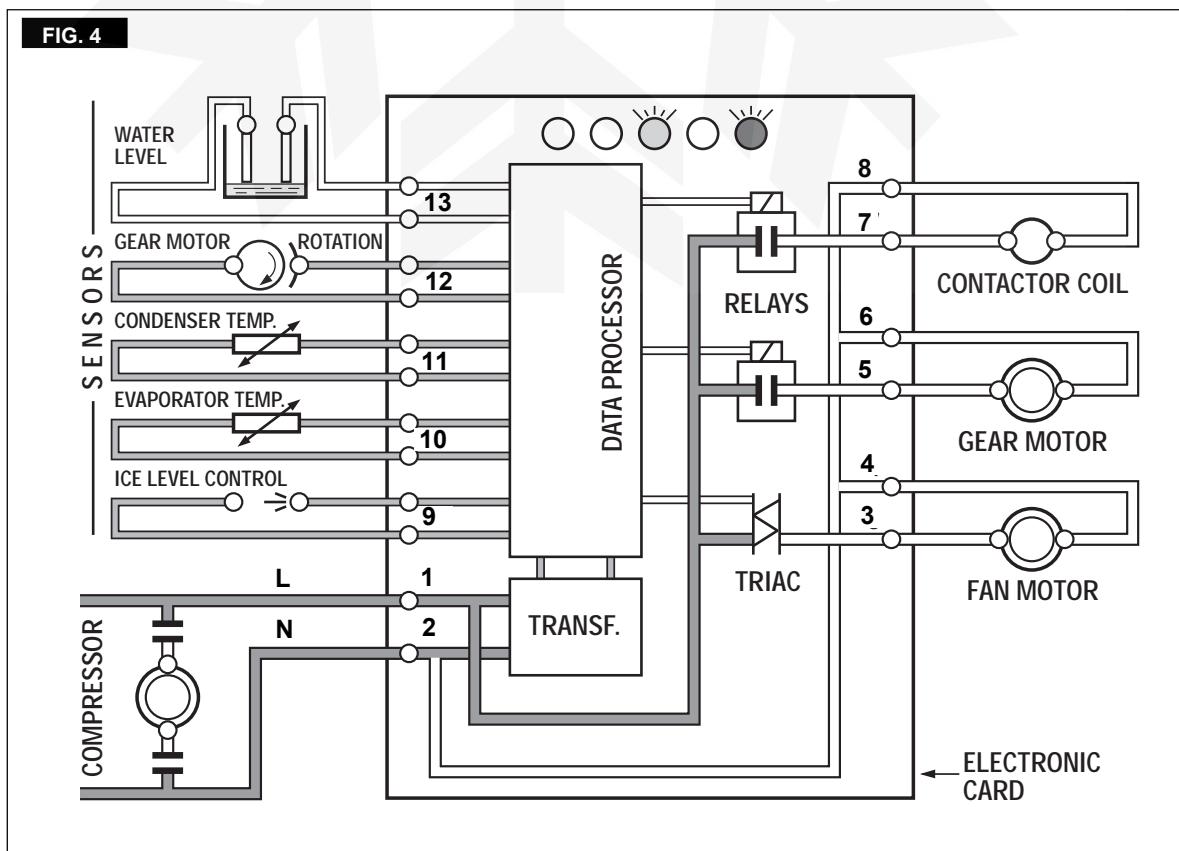 FIG. 4
WATER
LEVEL
13
GEAR MOTOR
ROTATION
12
CONDENSER TEMP.
11
EVAPORATOR TEMP.
10
ICE LEVEL CONTROL
9
SENSORS
L
1
N
2
COMPRESSOR
DATA PROCESSOR
TRANSF.
RELAYS
TRIAC
8
7
CONTACTOR COIL
6
5
GEAR MOTOR
4
3
FAN MOTOR
ELECTRONIC
CARD